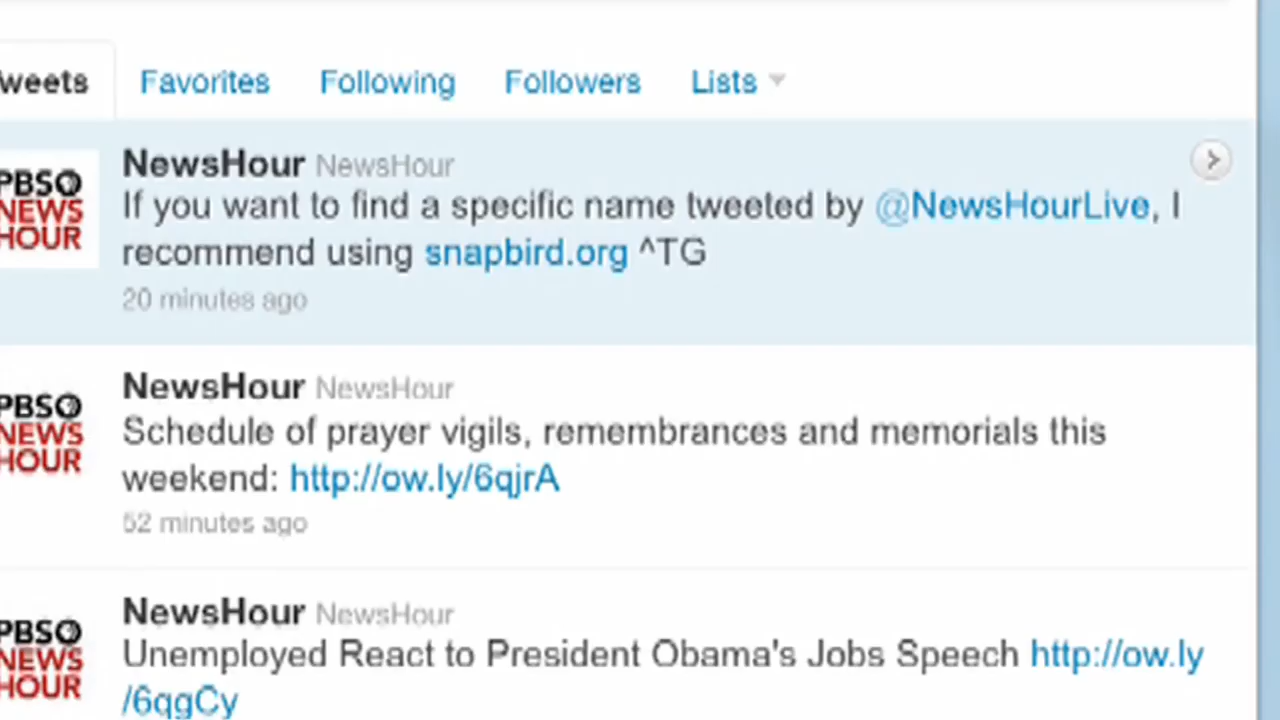 weets Favorites Following Followers Lists
NewsHour NewsHour
PBS
NEWS
HOUR
If you want to find a specific name tweeted by @NewsHourLive, I
recommend using snapbird.org ^TG
20 minutes ago
NewsHour NewsHour
PBS
NEWS
HOUR
Schedule of prayer vigils, remembrances and memorials this
weekend: http://ow.ly/6qjrA
52 minutes ago
NewsHour NewsHour
PBS
NEWS
HOUR
Unemployed React to President Obama's Jobs Speech http://ow.ly
/6qgCy